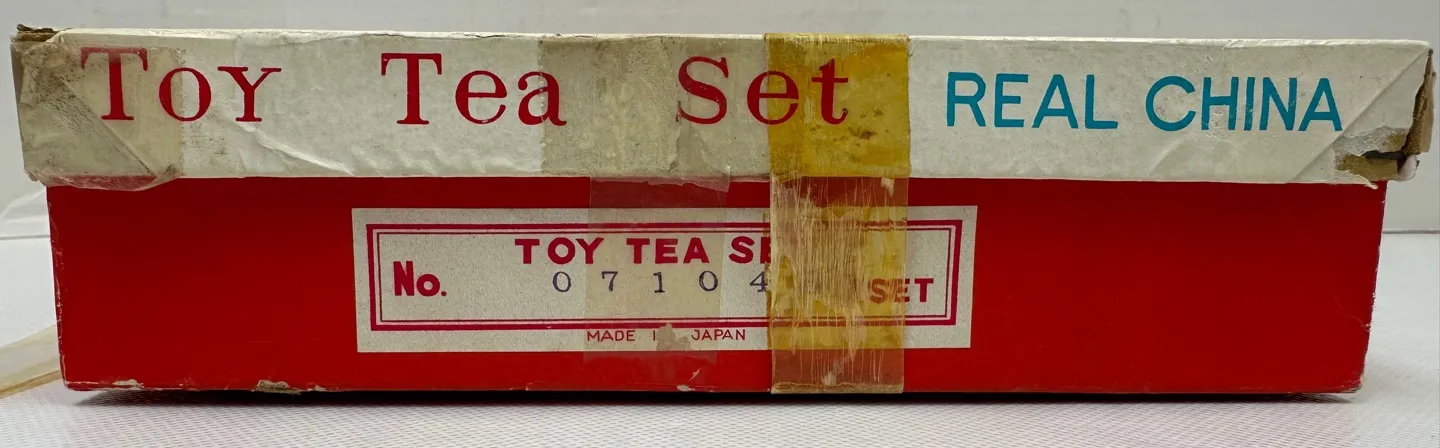 Toy Tea Set REAL CHINA
TOY TEA SE
No. 07104 SET
MADE I JAPAN